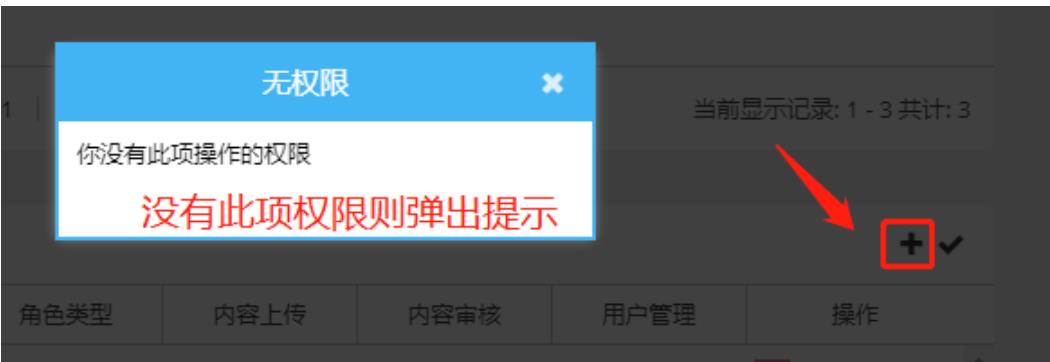 无权限
1
当前显示记录: 1 - 3 共计: 3
你没有此项操作的权限
没有此项权限则弹出提示
角色类型 内容上传 内容审核 用户管理 操作